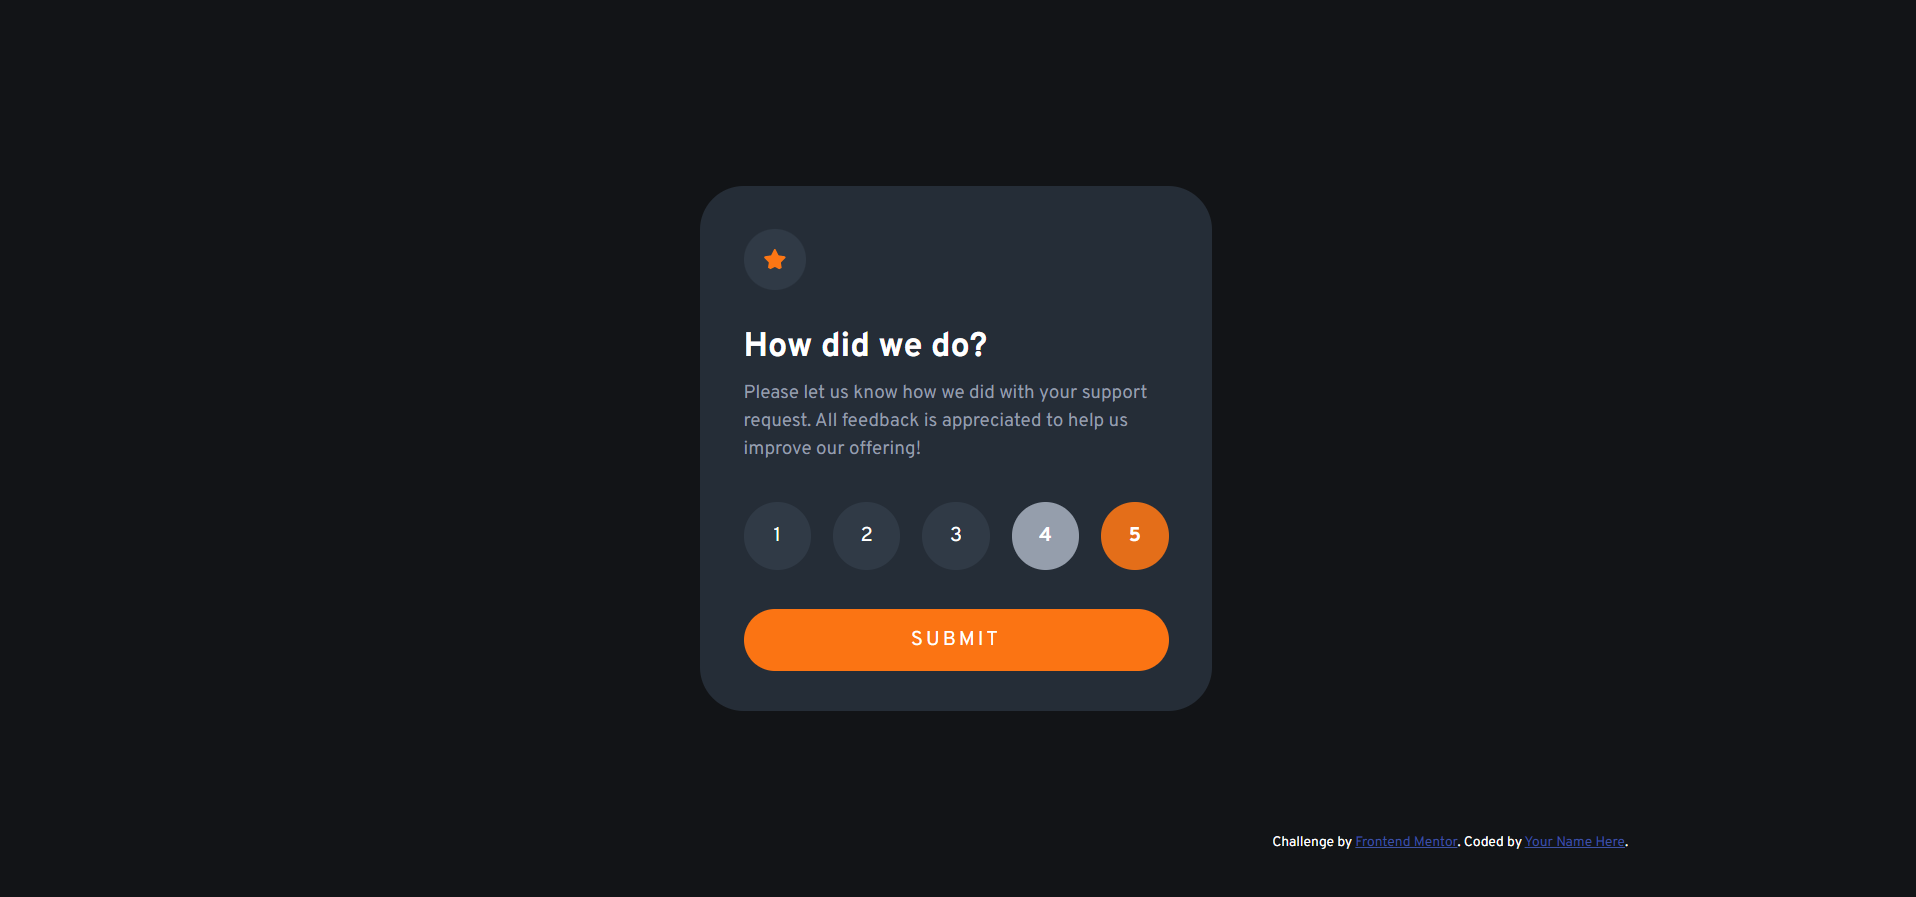 How did we do?
Please let us know how we did with your support
request. All feedback is appreciated to help us
improve our offering!
1 2 3 4 5
SUBMIT
Challenge by Frontend Mentor. Coded by Your Name Here.